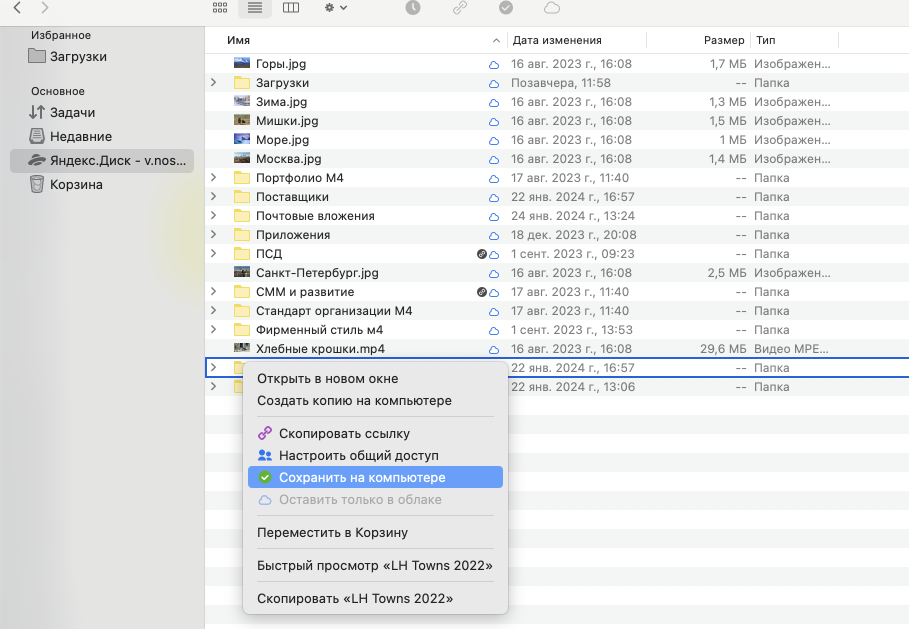 Избранное
Загрузки
Основное
Задачи
Недавние
Яндекс.Диск - v.nos...
Корзина
Имя Дата изменения Размер Тип
Горы.jpg 16 авг. 2023 г., 16:08 1,7 МБ Изображен...
Загрузки Позавчера, 11:58 -- Папка
Зима.jpg 16 авг. 2023 г., 16:08 1,3 МБ Изображен...
Мишки.jpg 16 авг. 2023 г., 16:08 1,5 МБ Изображен...
Море.jpg 16 авг. 2023 г., 16:08 1 МБ Изображен...
Москва.jpg 16 авг. 2023 г., 16:08 1,4 МБ Изображен...
Портфолио М4 17 авг. 2023 г., 11:40 -- Папка
Поставщики 22 янв. 2024 г., 16:57 -- Папка
Почтовые вложения 24 янв. 2024 г., 13:24 -- Папка
Приложения 18 дек. 2023 г., 20:08 -- Папка
ПСД 1 сент. 2023 г., 09:23 -- Папка
Санкт-Петербург.jpg 16 авг. 2023 г., 16:08 2,5 МБ Изображен...
СММ и развитие 17 авг. 2023 г., 11:40 -- Папка
Стандарт организации М4 17 авг. 2023 г., 11:40 -- Папка
Фирменный стиль м4 1 сент. 2023 г., 13:53 -- Папка
Хлебные крошки.mp4 16 авг. 2023 г., 16:08 29,6 МБ Видео MPE...
22 янв. 2024 г., 16:57 -- Папка
22 янв. 2024 г., 13:06 -- Папка
Открыть в новом окне
Создать копию на компьютере
Скопировать ссылку
Настроить общий доступ
Сохранить на компьютере
Оставить только в облаке
Переместить в Корзину
Быстрый просмотр «LH Towns 2022»
Скопировать «LH Towns 2022»